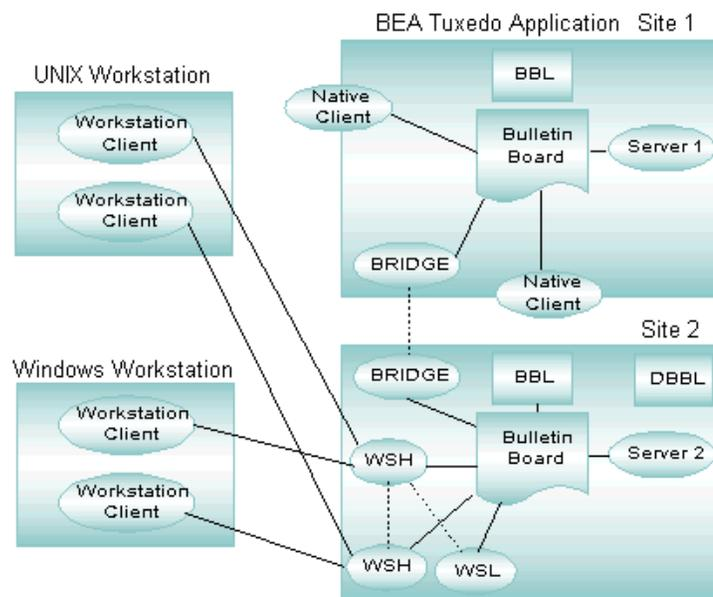 BEA Tuxedo Application Site 1
UNIX Workstation
Workstation
Client
Workstation
Client
BBL
Native
Client
Bulletin
Board
Server 1
BRIDGE
Native
Client
Site 2
Windows Workstation
Workstation
Client
Workstation
Client
BRIDGE
BBL
DBBL
Bulletin
Board
Server 2
WSH
WSH
WSL